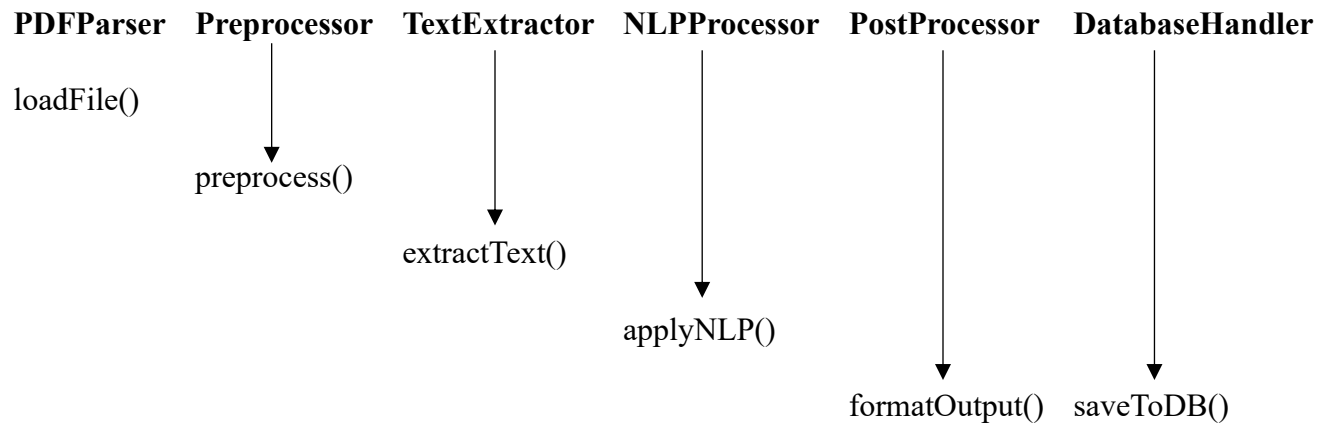 PDFParser Preprocessor TextExtractor NLPProcessor PostProcessor DatabaseHandler
loadFile()
preprocess()
extractText()
applyNLP()
formatOutput() saveToDB()